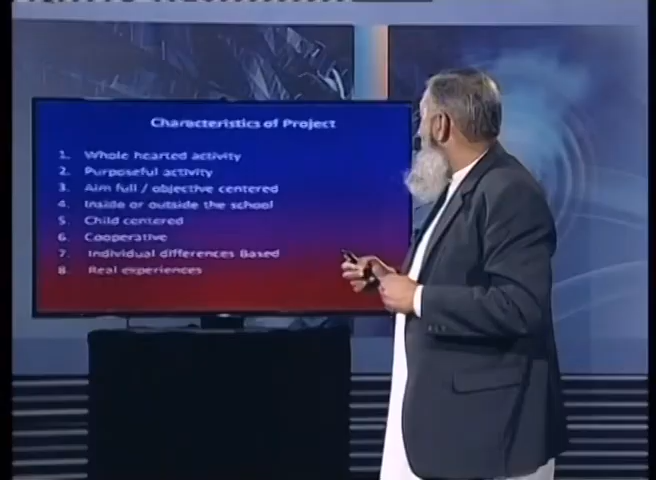 Characteristics of Project
1. Whole hearted activity
2. Purposeful activity
3. Aim full / objective centered
4. Inside or outside the school
5. Child centered
6. Cooperative
7. Individual differences Based
8. Real experiences